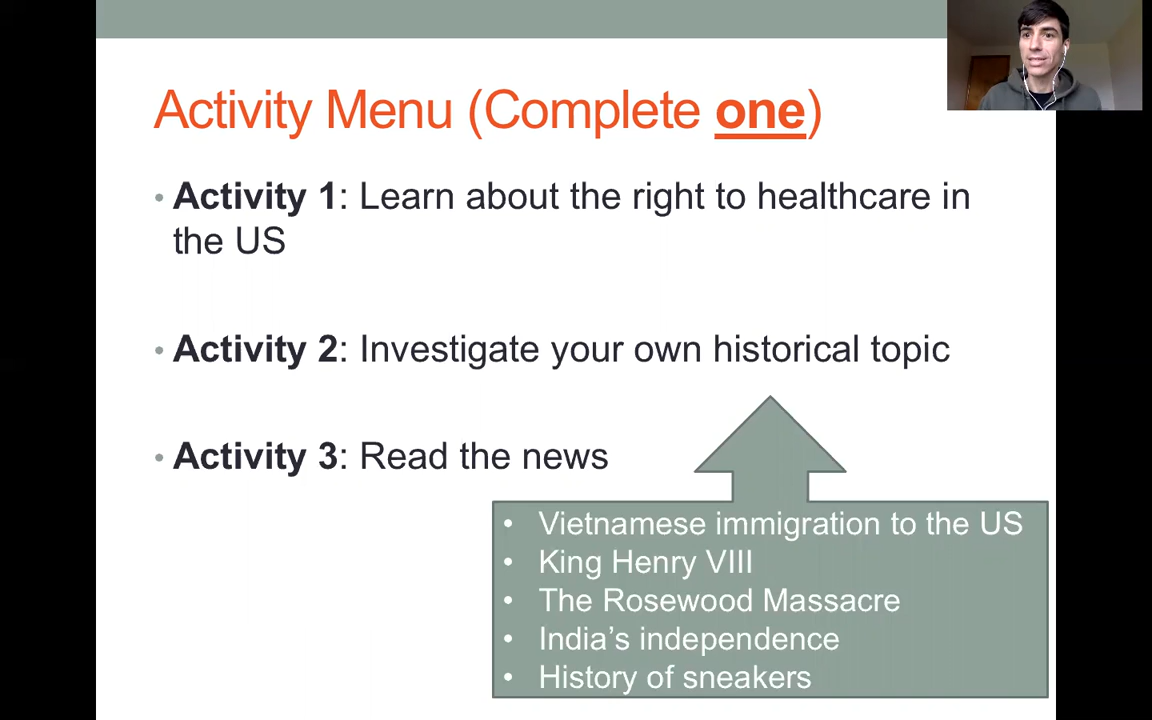 Activity Menu (Complete one)
• Activity 1: Learn about the right to healthcare in
the US
• Activity 2: Investigate your own historical topic
• Activity 3: Read the news
• Vietnamese immigration to the US
• King Henry VIII
• The Rosewood Massacre
• India’s independence
• History of sneakers